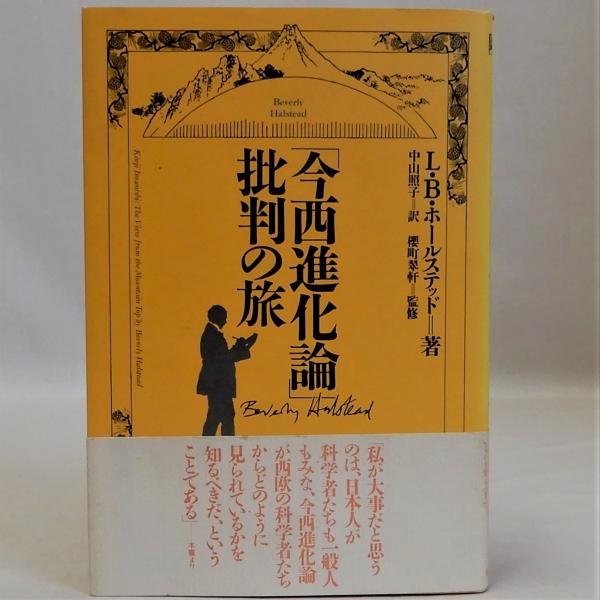 Beverly
Halstead
「今西進化論」
批判の旅
L・B・ホールステッド＝著
中山照子＝訳 櫻町翠軒＝監修
Kinji Imanishi: The View from the Mountain Top by Beverly Halstead
Beverly Halstead
「私が大事だと思う
のは、日本人が
科学者たちも一般人
もみな、今西進化論
が西欧の科学者たち
からどのように
見られているかを
知るべきだ、という
ことである」
本書より